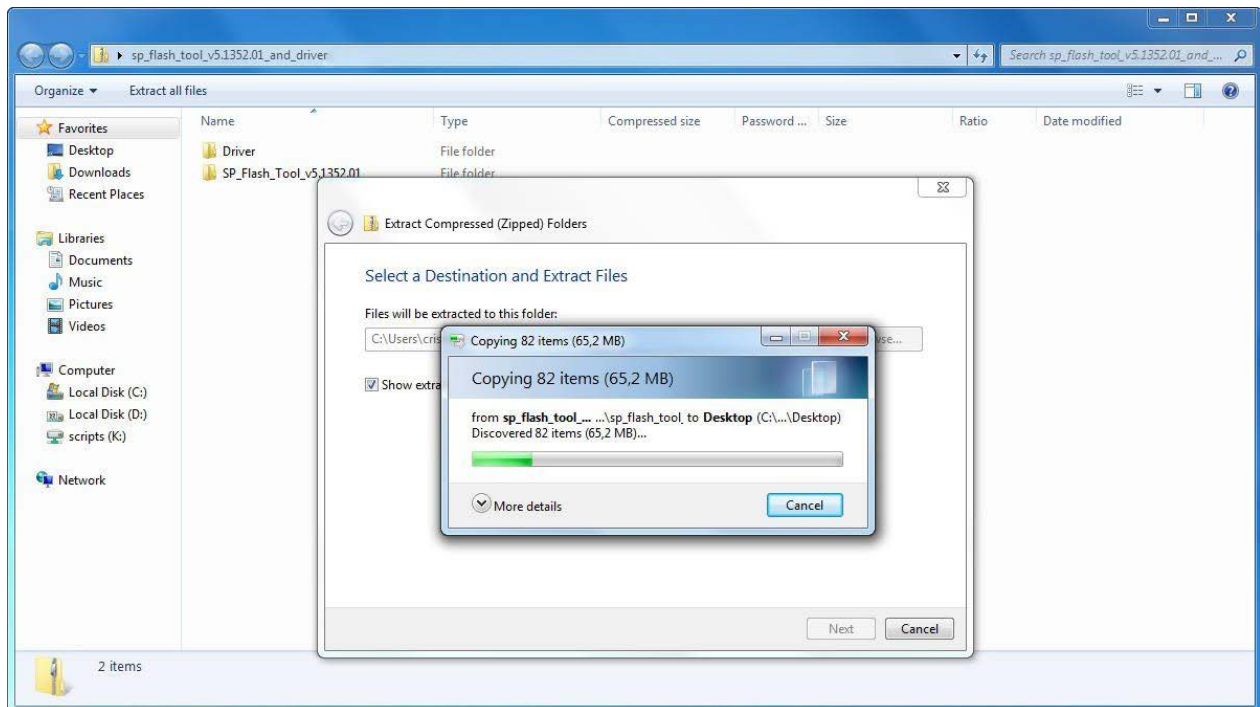 sp_flash_tool_v5.1352.01_and_driver
Search sp_flash_tool_v5.1352.01_and_...
Organize
Extract all files
Name Type Compressed size Password ... Size Ratio Date modified
Favorites
Desktop
Downloads
Recent Places
Libraries
Documents
Music
Pictures
Videos
Computer
Local Disk (C:)
Local Disk (D:)
scripts (K:)
Network
Driver File folder
SP_Flash_Tool_v5.1352.01 File folder
Extract Compressed (Zipped) Folders
Select a Destination and Extract Files
Files will be extracted to this folder:
C:\Users\cris
wse...
Show extra
Copying 82 items (65,2 MB)
Copying 82 items (65,2 MB)
from sp_flash_tool_... ...\sp_flash_tool_ to Desktop (C:\...\Desktop)
Discovered 82 items (65,2 MB)...
More details
Cancel
Next
Cancel
2 items